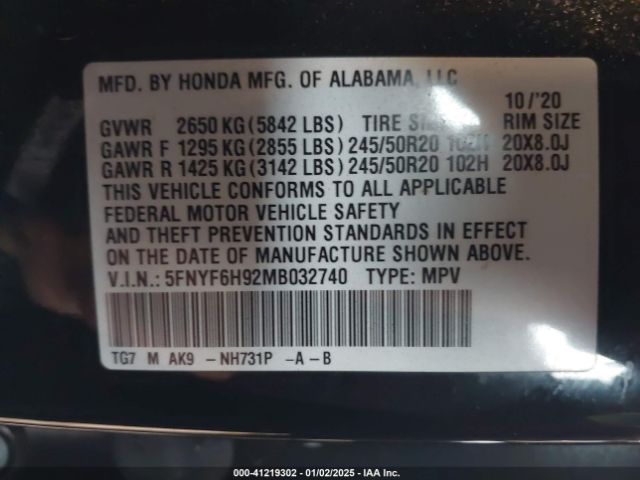 MFD. BY HONDA MFG. OF ALABAMA, LLC
10/'20
GVWR 2650 KG (5842 LBS) TIRE SIZE RIM SIZE
GAWR F 1295 KG (2855 LBS) 245/50R20 102H 20X8.0J
GAWR R 1425 KG (3142 LBS) 245/50R20 102H 20X8.0J
THIS VEHICLE CONFORMS TO ALL APPLICABLE
FEDERAL MOTOR VEHICLE SAFETY
AND THEFT PREVENTION STANDARDS IN EFFECT
ON THE DATE OF MANUFACTURE SHOWN ABOVE.
V.I.N.: 5FNYF6H92MB032740 TYPE: MPV
TG7 M AK9 – NH731P –A–B
000-41219302 - 01/02/2025 - IAA Inc.